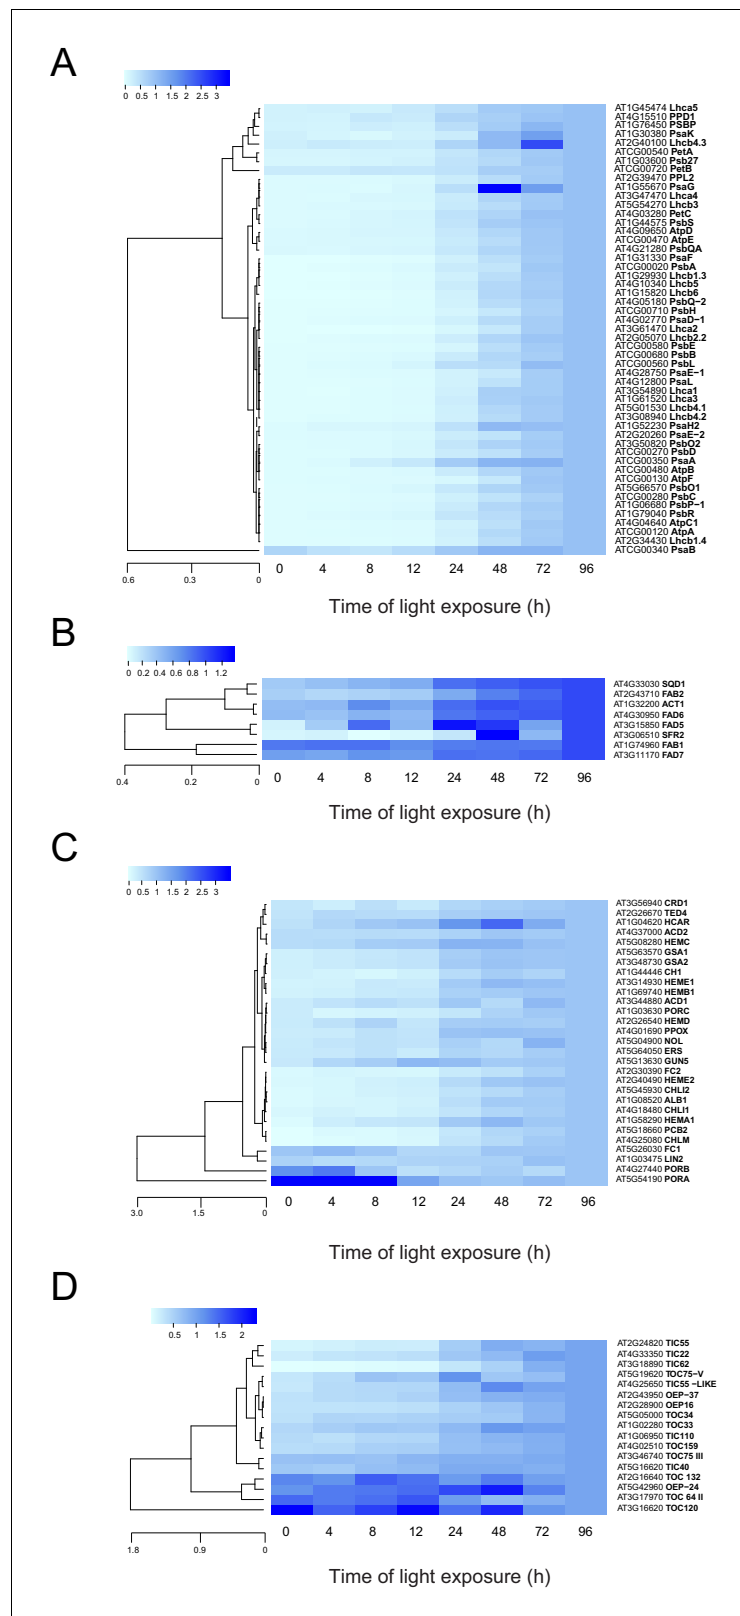 A
0 0.5 1 1.5 2 2.5 3
AT1G45474 Lhca5
AT4G15510 PPD1
AT1G76450 PSBP
AT1G30380 PsaK
AT2G40100 Lhcb4.3
ATCG00540 PetA
AT1G03600 Psb27
ATCG00720 PetB
AT2G39470 PPL2
AT1G55670 PsaG
AT3G47470 Lhca4
AT5G54270 Lhcb3
AT4G03280 PetC
AT1G44575 PsbS
AT4G09650 AtpD
ATCG00470 AtpE
AT4G21280 PsbQA
AT1G31330 PsaF
ATCG00020 PsbA
AT1G29930 Lhcb1.3
AT4G10340 Lhcb5
AT1G15820 Lhcb6
AT4G05180 PsbQ−2
ATCG00710 PsbH
AT4G02770 PsaD−1
AT3G61470 Lhca2
AT2G05070 Lhcb2.2
ATCG00580 PsbE
ATCG00680 PsbB
ATCG00560 PsbL
AT4G28750 PsaE−1
AT4G12800 PsaL
AT3G54890 Lhca1
AT1G61520 Lhca3
AT5G01530 Lhcb4.1
AT3G08940 Lhcb4.2
AT1G52230 PsaH2
AT2G20260 PsaE−2
AT3G50820 PsbO2
ATCG00270 PsbD
ATCG00350 PsaA
ATCG00480 AtpB
ATCG00130 AtpF
AT5G66570 PsbO1
ATCG00280 PsbC
AT1G06680 PsbP−1
AT1G79040 PsbR
AT4G04640 AtpC1
ATCG00120 AtpA
AT2G34430 Lhcb1.4
ATCG00340 PsaB
0.6 0.3 0
0 4 8 12 24 48 72 96
Time of light exposure (h)
B
0 0.2 0.4 0.6 0.8 1 1.2
AT4G33030 SQD1
AT2G43710 FAB2
AT1G32200 ACT1
AT4G30950 FAD6
AT3G15850 FAD5
AT3G06510 SFR2
AT1G74960 FAB1
AT3G11170 FAD7
0.4 0.2 0
0 4 8 12 24 48 72 96
Time of light exposure (h)
C
0 0.5 1 1.5 2 2.5 3
AT3G56940 CRD1
AT2G26670 TED4
AT1G04620 HCAR
AT4G37000 ACD2
AT5G08280 HEMC
AT5G63570 GSA1
AT3G48730 GSA2
AT1G44446 CH1
AT3G14930 HEME1
AT1G69740 HEMB1
AT3G44880 ACD1
AT1G03630 PORC
AT2G26540 HEMD
AT4G01690 PPOX
AT5G04900 NOL
AT5G64050 ERS
AT5G13630 GUN5
AT2G30390 FC2
AT2G40490 HEME2
AT5G45930 CHLI2
AT1G08520 ALB1
AT4G18480 CHLI1
AT1G58290 HEMA1
AT5G18660 PCB2
AT4G25080 CHLM
AT5G26030 FC1
AT1G03475 LIN2
AT4G27440 PORB
AT5G54190 PORA
3.0 1.5 0
0 4 8 12 24 48 72 96
Time of light exposure (h)
D
0.5 1 1.5 2
AT2G24820 TIC55
AT4G33350 TIC22
AT3G18890 TIC62
AT5G19620 TOC75−V
AT4G25650 TIC55 −LIKE
AT2G43950 OEP−37
AT2G28900 OEP16
AT5G05000 TOC34
AT1G02280 TOC33
AT1G06950 TIC110
AT4G02510 TOC159
AT3G46740 TOC75 III
AT5G16620 TIC40
AT2G16640 TOC 132
AT5G42960 OEP−24
AT3G17970 TOC 64 II
AT3G16620 TOC120
1.8 0.9 0
0 4 8 12 24 48 72 96
Time of light exposure (h)